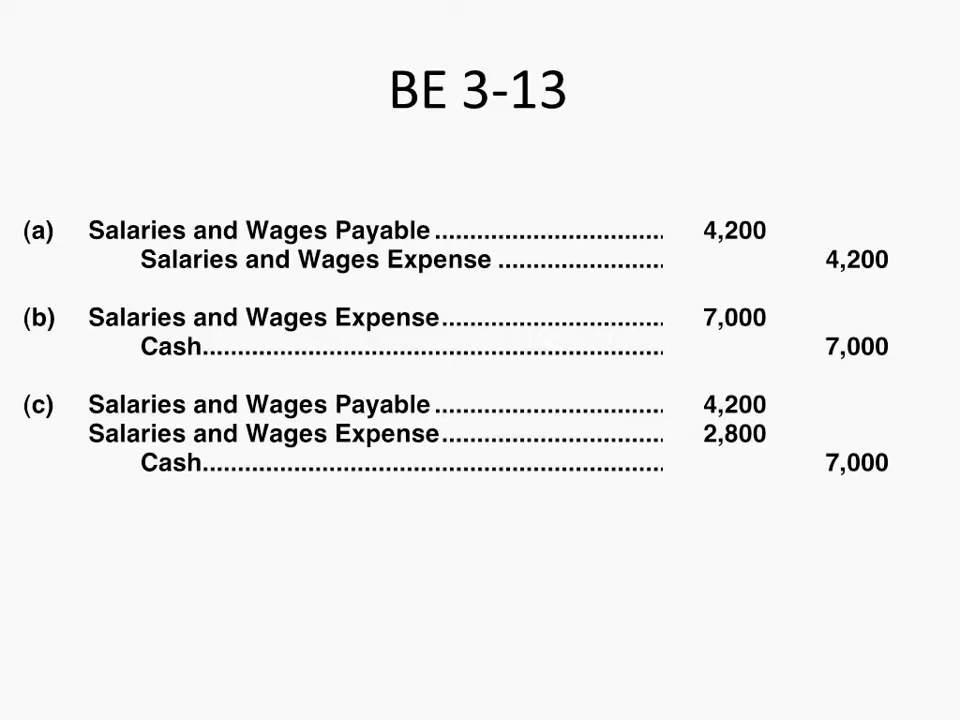 BE 3-13
(a) Salaries and Wages Payable ................................. 4,200
Salaries and Wages Expense ........................ 4,200
(b) Salaries and Wages Expense................................ 7,000
Cash.................................................................. 7,000
(c) Salaries and Wages Payable ................................. 4,200
Salaries and Wages Expense................................ 2,800
Cash.................................................................. 7,000